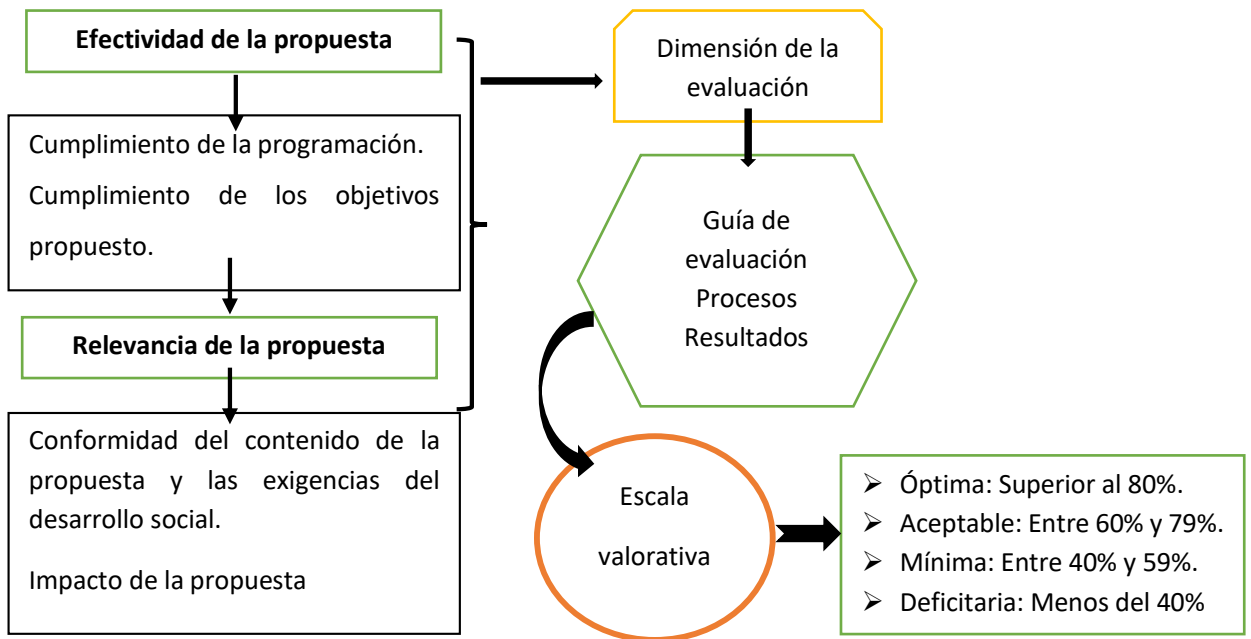 Efectividad de la propuesta
Cumplimiento de la programación.
Cumplimiento de los objetivos
propuesto.
Relevancia de la propuesta
Conformidad del contenido de la
propuesta y las exigencias del
desarrollo social.
Impacto de la propuesta
Dimensión de la
evaluación
Guía de
evaluación
Procesos
Resultados
Escala
valorativa
➢ Óptima: Superior al 80%.
➢ Aceptable: Entre 60% y 79%.
➢ Mínima: Entre 40% y 59%.
➢ Deficitaria: Menos del 40%